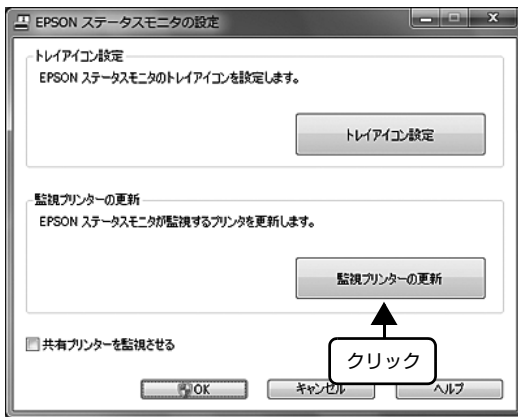 EPSON ステータスモニタの設定
トレイアイコン設定
EPSON ステータスモニタのトレイアイコンを設定します。
トレイアイコン設定
監視プリンターの更新
EPSON ステータスモニタが監視するプリンタを更新します。
監視プリンターの更新
共有プリンターを監視させる
クリック
OK
キャンセル
ヘルプ